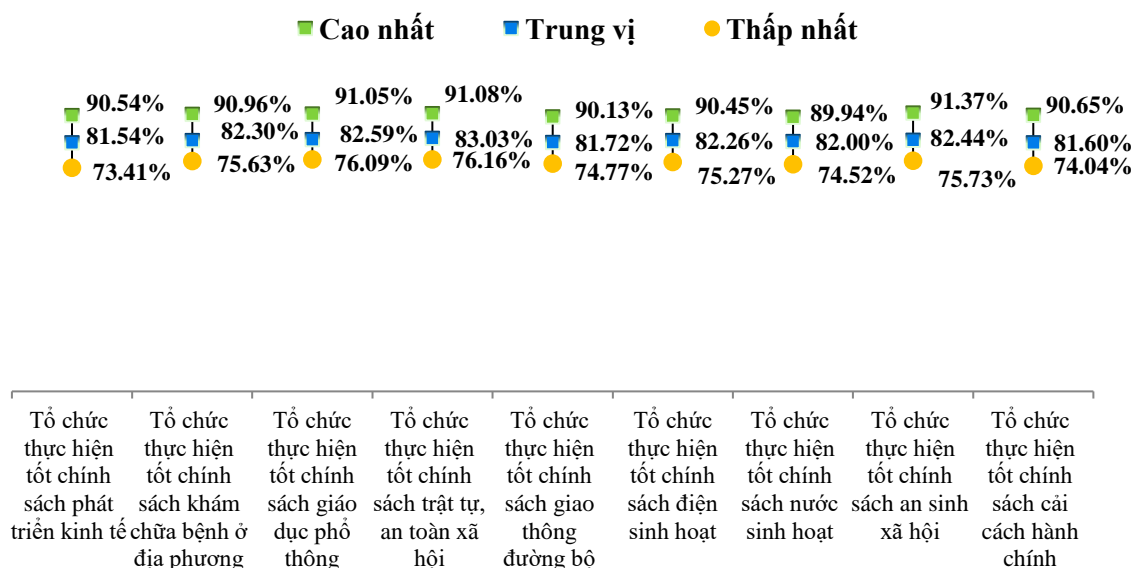 Cao nhất Trung vị Thấp nhất
90.54% 90.96% 91.05% 91.08% 90.13% 90.45% 89.94% 91.37% 90.65%
81.54% 82.30% 82.59% 83.03% 81.72% 82.26% 82.00% 82.44% 81.60%
73.41% 75.63% 76.09% 76.16% 74.77% 75.27% 74.52% 75.73% 74.04%
Tổ chức
thực hiện
tốt chính
sách phát
triển kinh tế
Tổ chức
thực hiện
tốt chính
sách khám
chữa bệnh ở
địa phương
Tổ chức
thực hiện
tốt chính
sách giáo
dục phổ
thông
Tổ chức
thực hiện
tốt chính
sách trật tự,
an toàn xã
hội
Tổ chức
thực hiện
tốt chính
sách giao
thông
đường bộ
Tổ chức
thực hiện
tốt chính
sách điện
sinh hoạt
Tổ chức
thực hiện
tốt chính
sách nước
sinh hoạt
Tổ chức
thực hiện
tốt chính
sách an sinh
xã hội
Tổ chức
thực hiện
tốt chính
sách cải
cách hành
chính